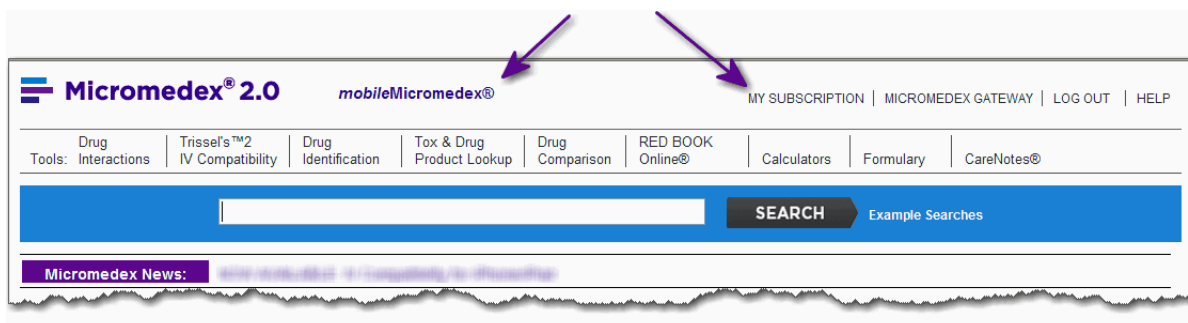 Micromedex® 2.0
mobileMicromedex®
MY SUBSCRIPTION | MICROMEDEX GATEWAY | LOG OUT | HELP
Tools: Drug Interactions | Trissel's™2 IV Compatibility | Drug Identification | Tox & Drug Product Lookup | Drug Comparison | RED BOOK Online® | Calculators | Formulary | CareNotes®
SEARCH Example Searches
Micromedex News: